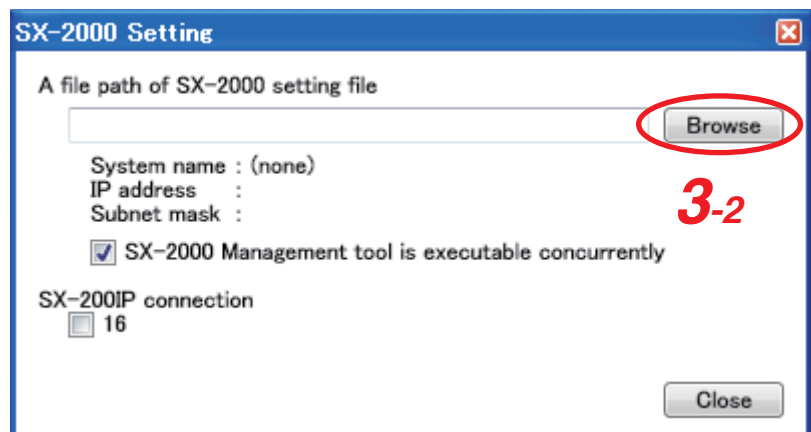 SX-2000 Setting
A file path of SX-2000 setting file
Browse
3-2
System name : (none)
IP address :
Subnet mask :
SX-2000 Management tool is executable concurrently
SX-200IP connection
16
Close